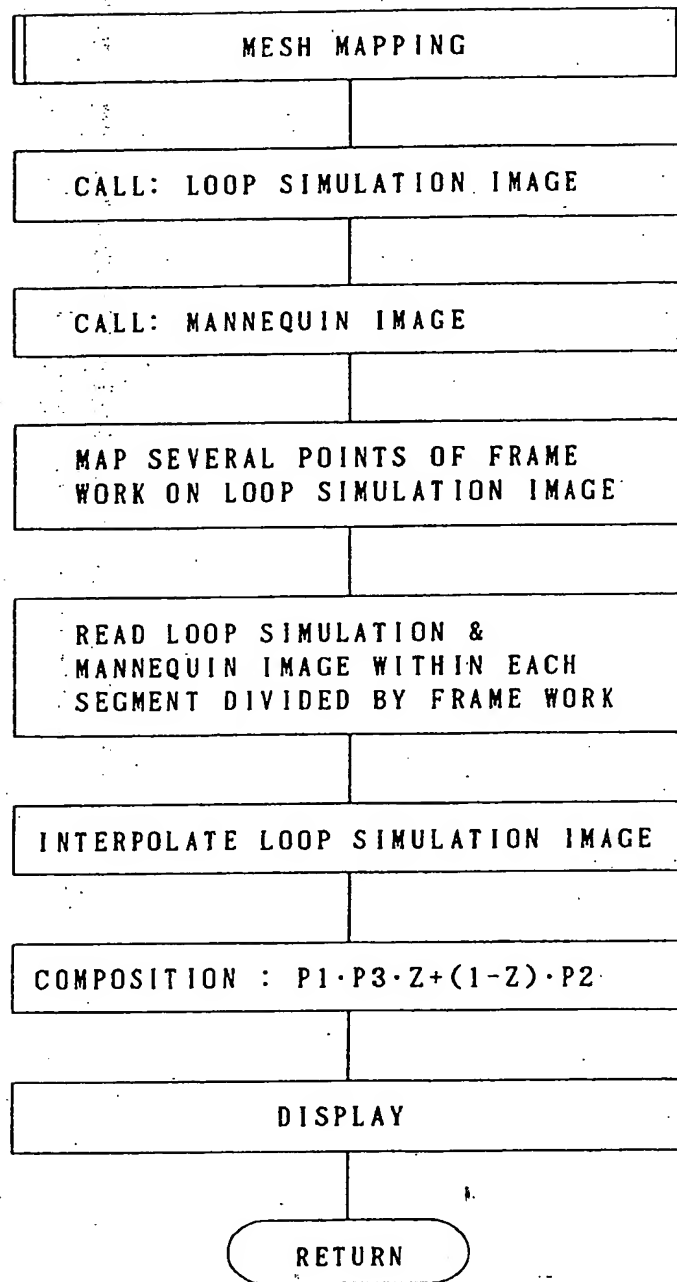 MESH MAPPING
CALL: LOOP SIMULATION IMAGE
CALL: MANNEQUIN IMAGE
MAP SEVERAL POINTS OF FRAME
WORK ON LOOP SIMULATION IMAGE
READ LOOP SIMULATION &
MANNEQUIN IMAGE WITHIN EACH
SEGMENT DIVIDED BY FRAME WORK
INTERPOLATE LOOP SIMULATION IMAGE
COMPOSITION : P1·P3·Z+(1-Z)·P2
DISPLAY
RETURN